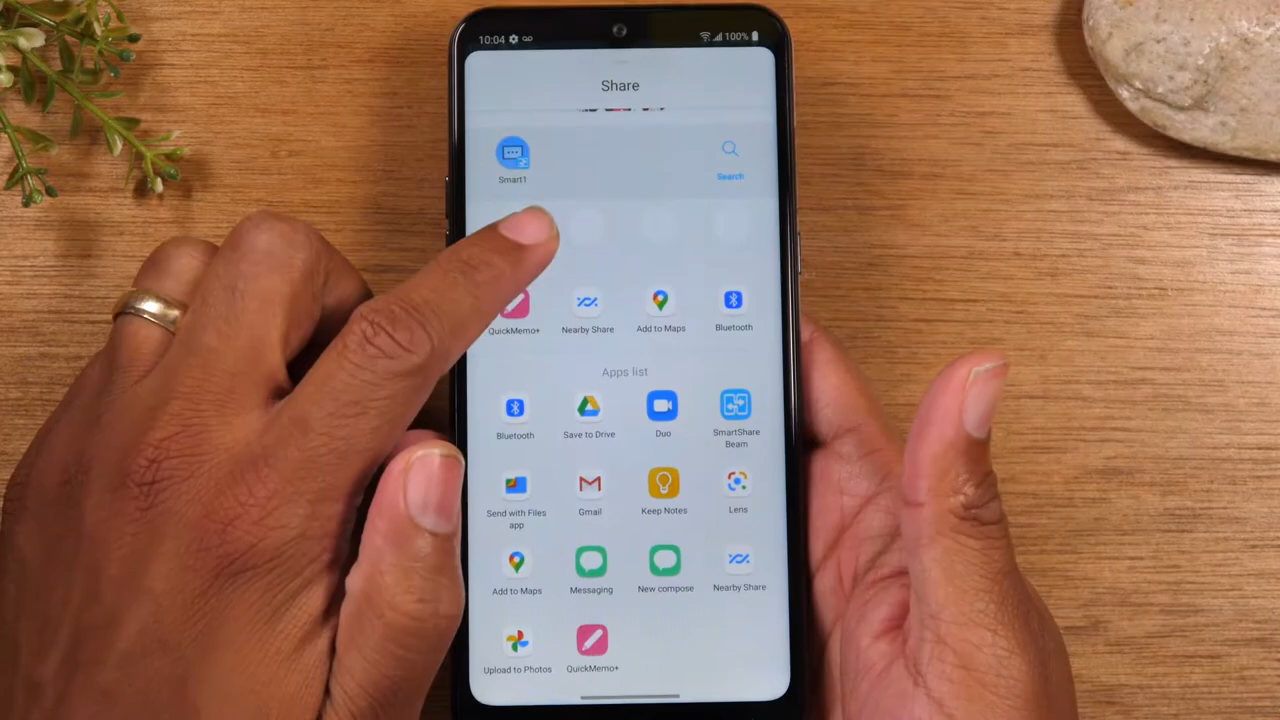 10:04
100%
Share
Smart1
Search
QuickMemo+
Nearby Share
Add to Maps
Bluetooth
Apps list
Bluetooth
Save to Drive
Duo
SmartShare
Beam
Send with Files
app
Gmail
Keep Notes
Lens
Add to Maps
Messaging
New compose
Nearby Share
Upload to Photos
QuickMemo+